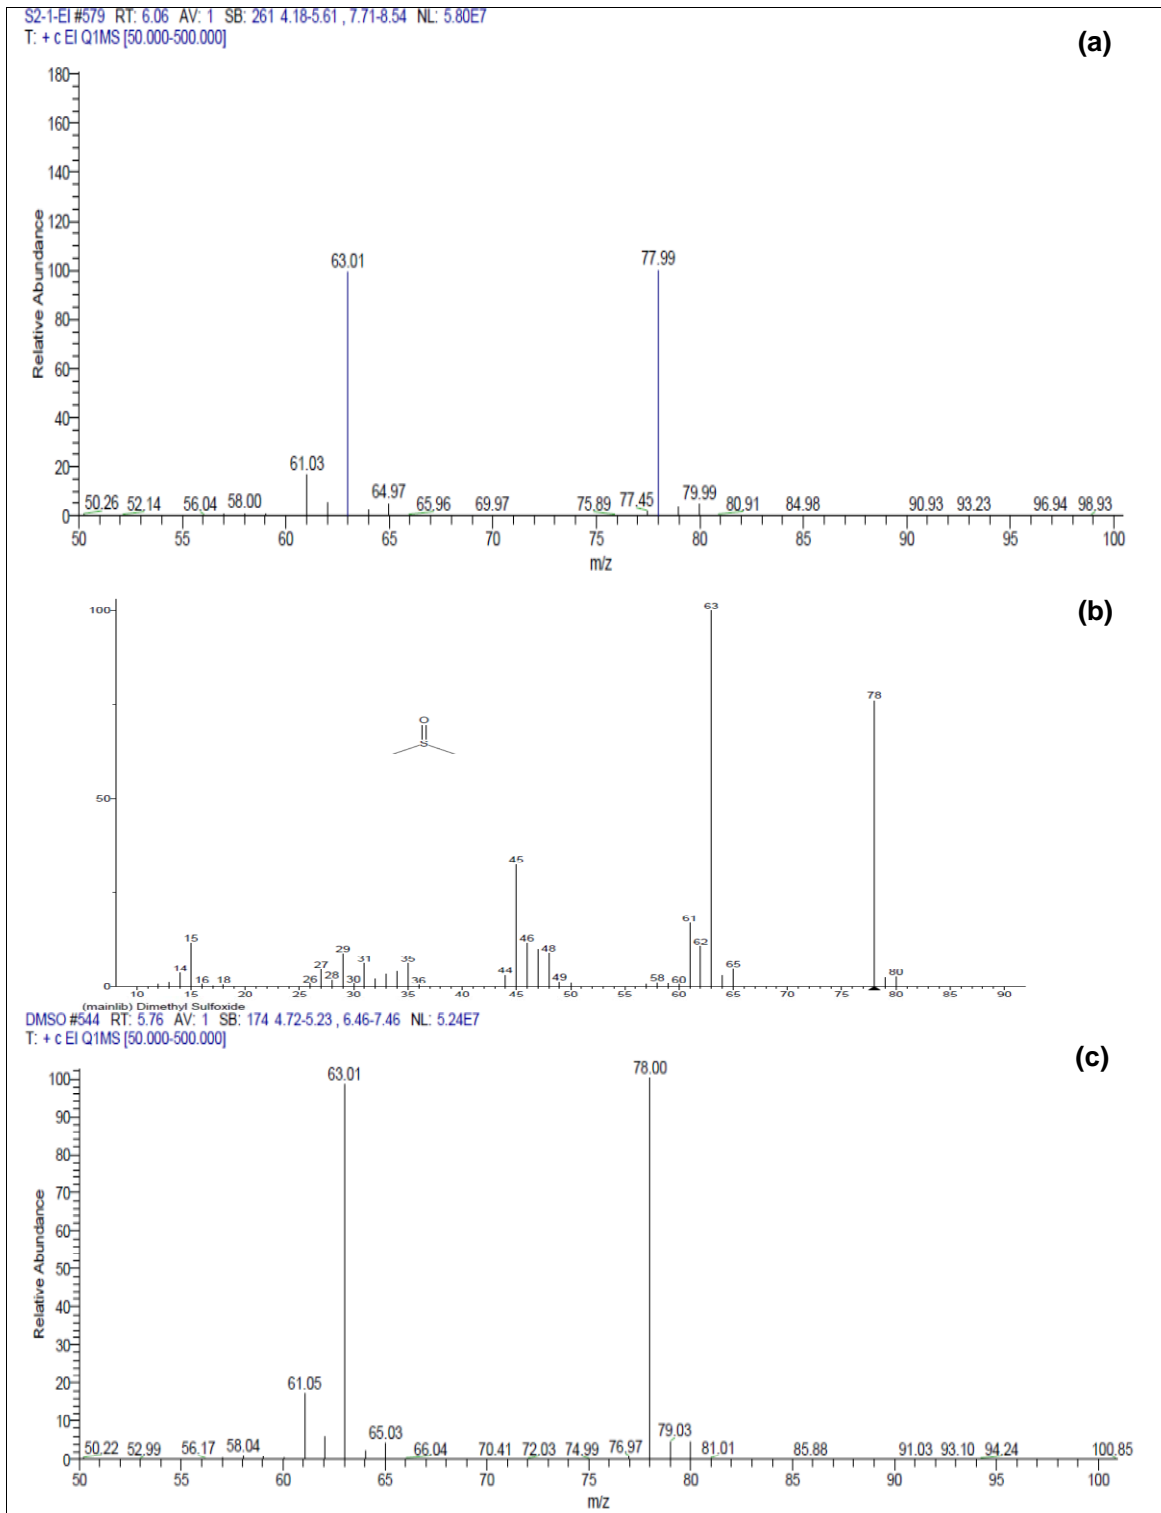 S2-1-EI #579 RT: 6.06 AV: 1 SB: 261 4.18-5.61 , 7.71-8.54 NL: 5.80E7
T: + c EI Q1MS [50.000-500.000]
(a)
180
160
140
120
100
80
60
40
20
0
Relative Abundance
63.01
77.99
61.03
50.26 52.14 56.04 58.00 64.97 65.96 69.97 75.89 77.45 79.99 80.91 84.98 90.93 93.23 96.94 98.93
50 55 60 65 70 75 80 85 90 95 100
m/z
(b)
100
50
0
63
78
O
S
45
15 14 16 18 26 27 28 29 30 31 35 36 44 46 48 49 58 60 61 62 65 80
10 20 25 30 35 40 45 50 55 60 65 70 75 80 85 90
(mainlib) Dimethyl Sulfoxide
DMSO #544 RT: 5.76 AV: 1 SB: 174 4.72-5.23 , 6.46-7.46 NL: 5.24E7
T: + c EI Q1MS [50.000-500.000]
(c)
100
90
80
70
60
50
40
30
20
10
0
Relative Abundance
63.01
78.00
61.05
50.22 52.99 56.17 58.04 65.03 66.04 70.41 72.03 74.99 76.97 79.03 81.01 85.88 91.03 93.10 94.24 100.85
50 55 60 65 70 75 80 85 90 95 100
m/z